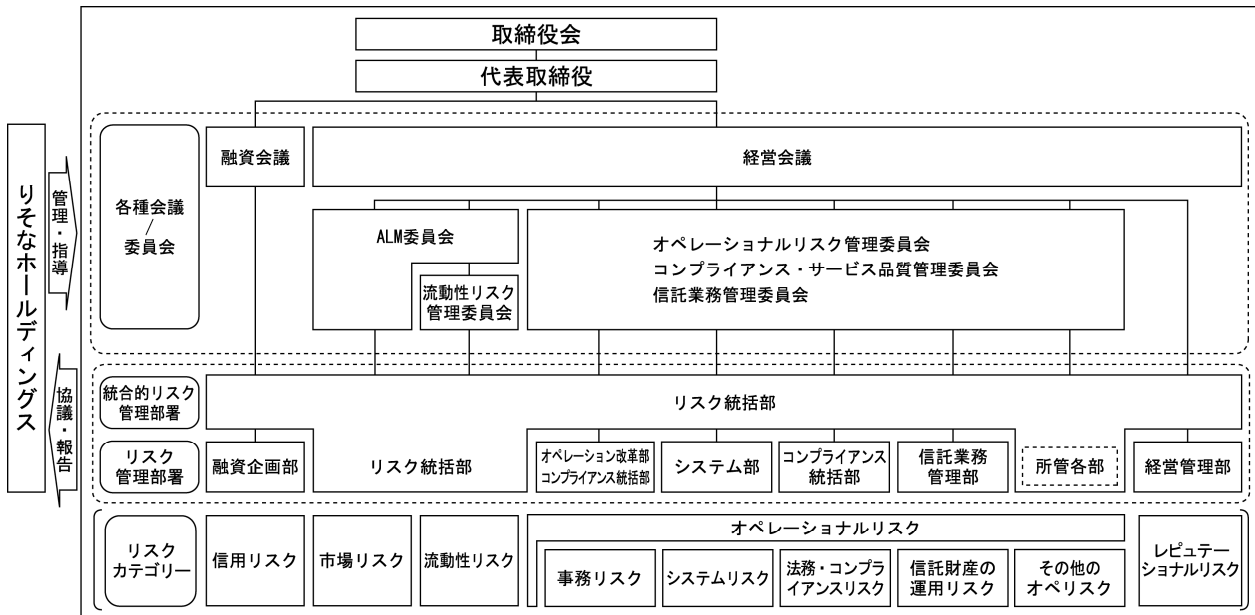 取締役会
代表取締役
りそなホールディングス
管理・指導
協議・報告
各種会議
/
委員会
融資会議
経営会議
ALM委員会
流動性リスク
管理委員会
オペレーショナルリスク管理委員会
コンプライアンス・サービス品質管理委員会
信託業務管理委員会
統合的リスク
管理部署
リスク統括部
リスク
管理部署
融資企画部
リスク統括部
オペレーション改革部
コンプライアンス統括部
システム部
コンプライアンス
統括部
信託業務
管理部
所管各部
経営管理部
リスク
カテゴリー
信用リスク
市場リスク
流動性リスク
オペレーショナルリスク
事務リスク
システムリスク
法務・コンプ
ライアンスリスク
信託財産の
運用リスク
その他の
オペリスク
レピュテー
ショナルリスク